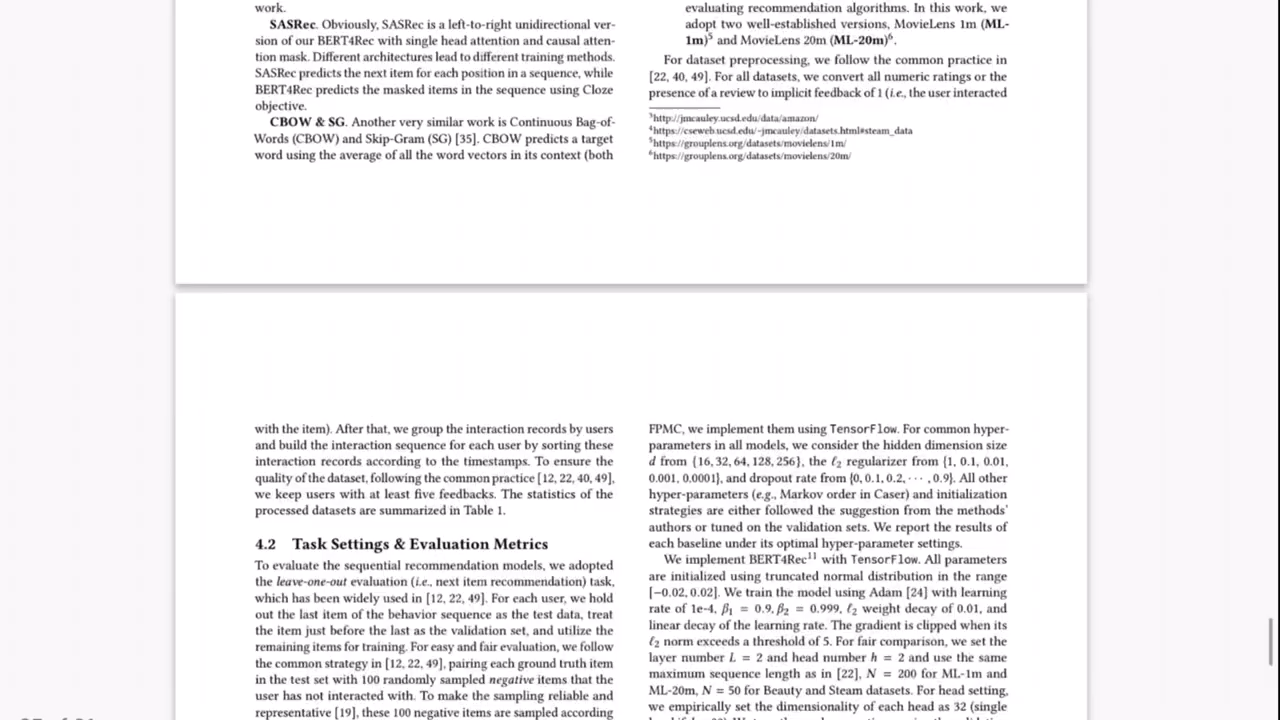 work.
SASRec. Obviously, SASRec is a left-to-right unidirectional ver-
sion of our BERT4Rec with single head attention and causal atten-
tion mask. Different architectures lead to different training methods.
SASRec predicts the next item for each position in a sequence, while
BERT4Rec predicts the masked items in the sequence using Cloze
objective.
CBOW & SG. Another very similar work is Continuous Bag-of-
Words (CBOW) and Skip-Gram (SG) [35]. CBOW predicts a target
word using the average of all the word vectors in its context (both
evaluating recommendation algorithms. In this work, we
adopt two well-established versions, MovieLens 1m (ML-
1m)⁵ and MovieLens 20m (ML-20m)⁶.
For dataset preprocessing, we follow the common practice in
[22, 40, 49]. For all datasets, we convert all numeric ratings or the
presence of a review to implicit feedback of 1 (i.e., the user interacted
³http://jmcauley.ucsd.edu/data/amazon/
⁴https://cseweb.ucsd.edu/~jmcauley/datasets.html#steam_data
⁵https://grouplens.org/datasets/movielens/1m/
⁶https://grouplens.org/datasets/movielens/20m/
with the item). After that, we group the interaction records by users
and build the interaction sequence for each user by sorting these
interaction records according to the timestamps. To ensure the
quality of the dataset, following the common practice [12, 22, 40, 49],
we keep users with at least five feedbacks. The statistics of the
processed datasets are summarized in Table 1.
4.2 Task Settings & Evaluation Metrics
To evaluate the sequential recommendation models, we adopted
the leave-one-out evaluation (i.e., next item recommendation) task,
which has been widely used in [12, 22, 49]. For each user, we hold
out the last item of the behavior sequence as the test data, treat
the item just before the last as the validation set, and utilize the
remaining items for training. For easy and fair evaluation, we follow
the common strategy in [12, 22, 49], pairing each ground truth item
in the test set with 100 randomly sampled negative items that the
user has not interacted with. To make the sampling reliable and
representative [19], these 100 negative items are sampled according
FPMC, we implement them using TensorFlow. For common hyper-
parameters in all models, we consider the hidden dimension size
d from {16, 32, 64, 128, 256}, the ℓ₂ regularizer from {1, 0.1, 0.01,
0.001, 0.0001}, and dropout rate from {0, 0.1, 0.2, · · · , 0.9}. All other
hyper-parameters (e.g., Markov order in Caser) and initialization
strategies are either followed the suggestion from the methods'
authors or tuned on the validation sets. We report the results of
each baseline under its optimal hyper-parameter settings.
We implement BERT4Rec¹¹ with TensorFlow. All parameters
are initialized using truncated normal distribution in the range
[−0.02, 0.02]. We train the model using Adam [24] with learning
rate of 1e-4, β₁ = 0.9, β₂ = 0.999, ℓ₂ weight decay of 0.01, and
linear decay of the learning rate. The gradient is clipped when its
ℓ₂ norm exceeds a threshold of 5. For fair comparison, we set the
layer number L = 2 and head number h = 2 and use the same
maximum sequence length as in [22], N = 200 for ML-1m and
ML-20m, N = 50 for Beauty and Steam datasets. For head setting,
we empirically set the dimensionality of each head as 32 (single